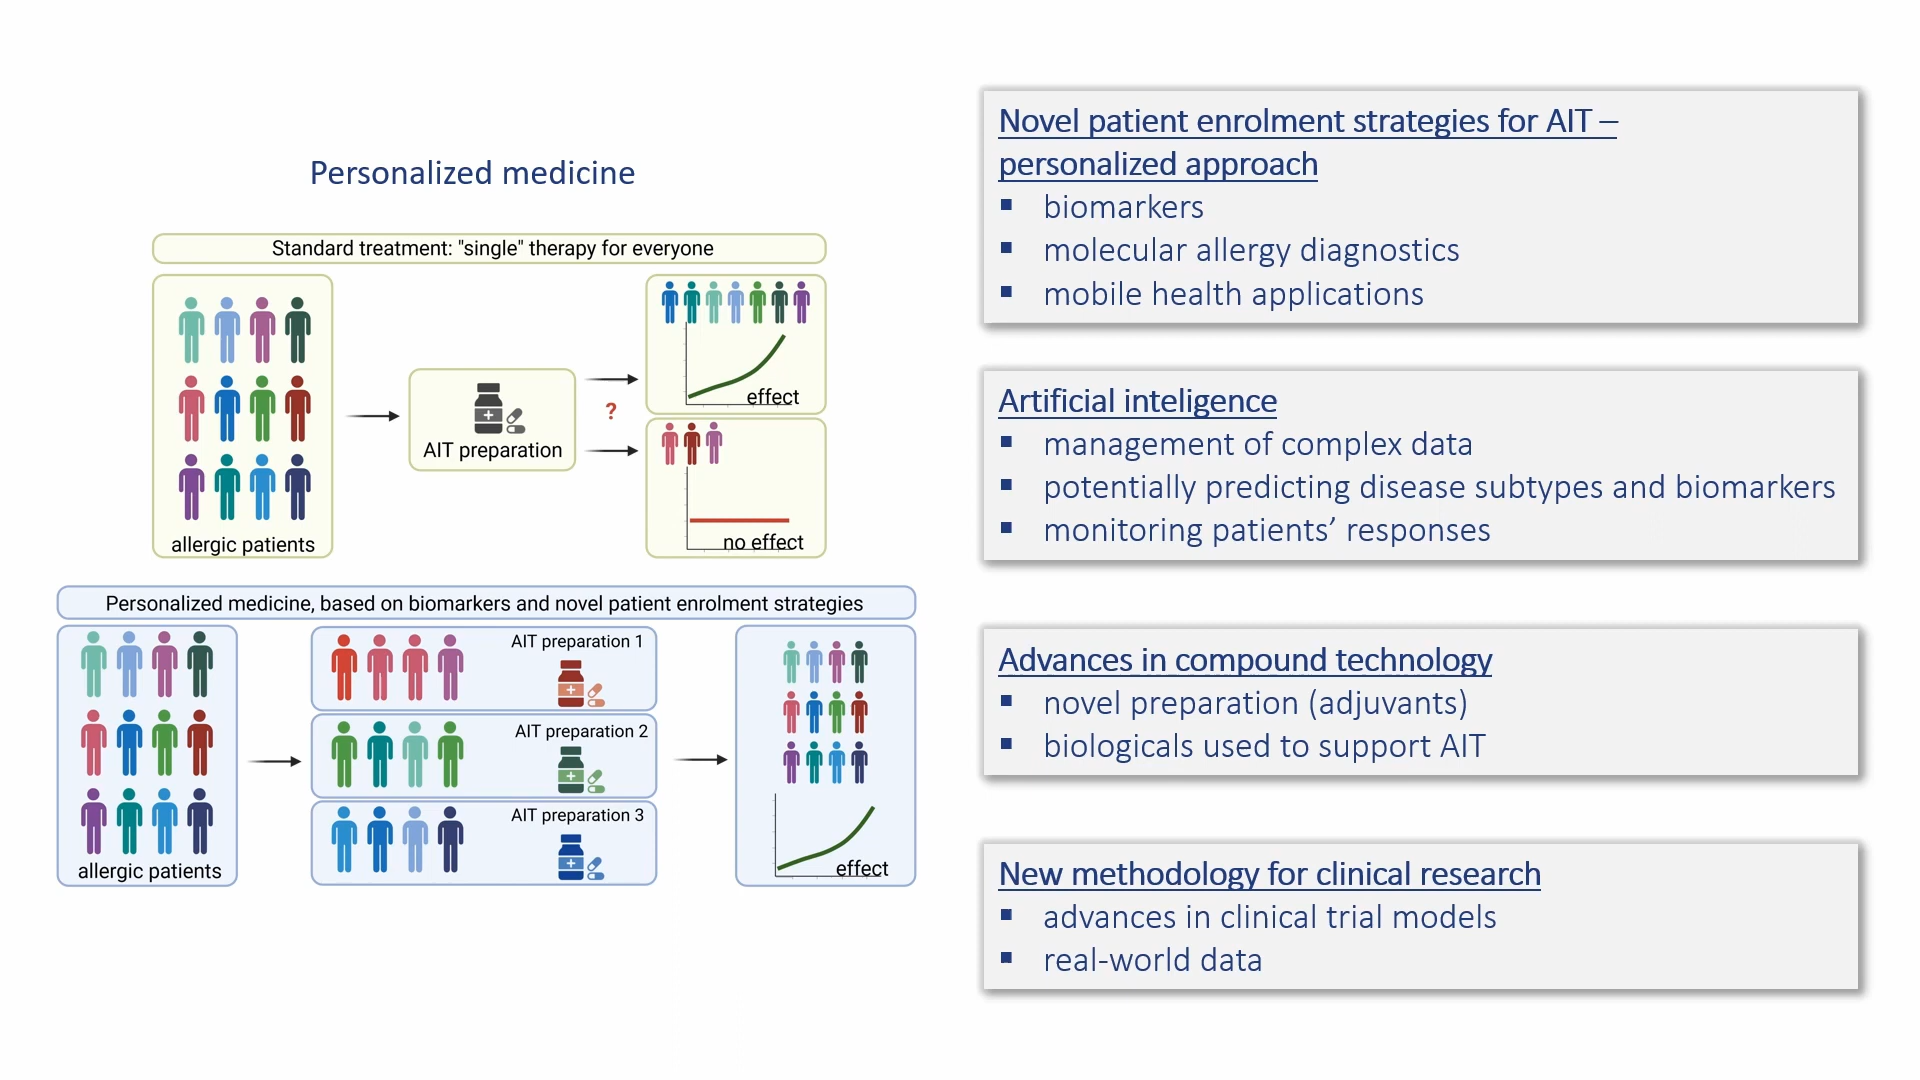 Personalized medicine
Standard treatment: "single" therapy for everyone
allergic patients
AIT preparation
?
effect
no effect
Personalized medicine, based on biomarkers and novel patient enrolment strategies
allergic patients
AIT preparation 1
AIT preparation 2
AIT preparation 3
effect
Novel patient enrolment strategies for AIT –
personalized approach
▪ biomarkers
▪ molecular allergy diagnostics
▪ mobile health applications
Artificial inteligence
▪ management of complex data
▪ potentially predicting disease subtypes and biomarkers
▪ monitoring patients’ responses
Advances in compound technology
▪ novel preparation (adjuvants)
▪ biologicals used to support AIT
New methodology for clinical research
▪ advances in clinical trial models
▪ real-world data